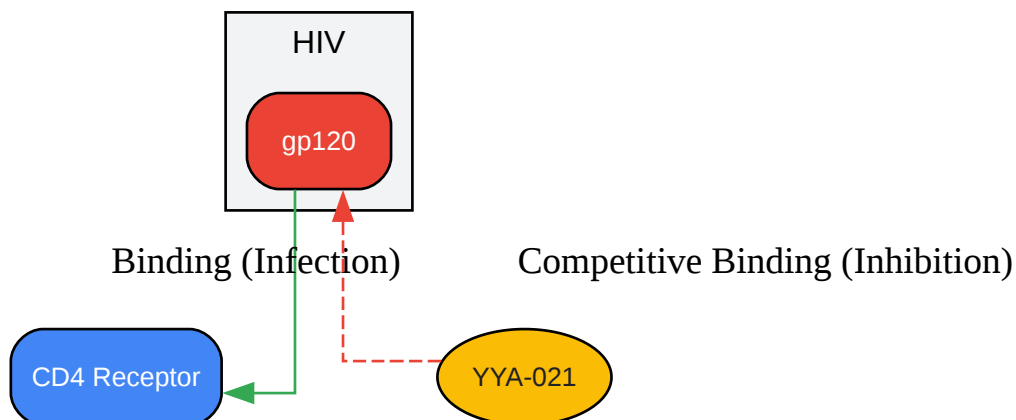 HIV
gp120
Binding (Infection)
Competitive Binding (Inhibition)
CD4 Receptor
YYA-021